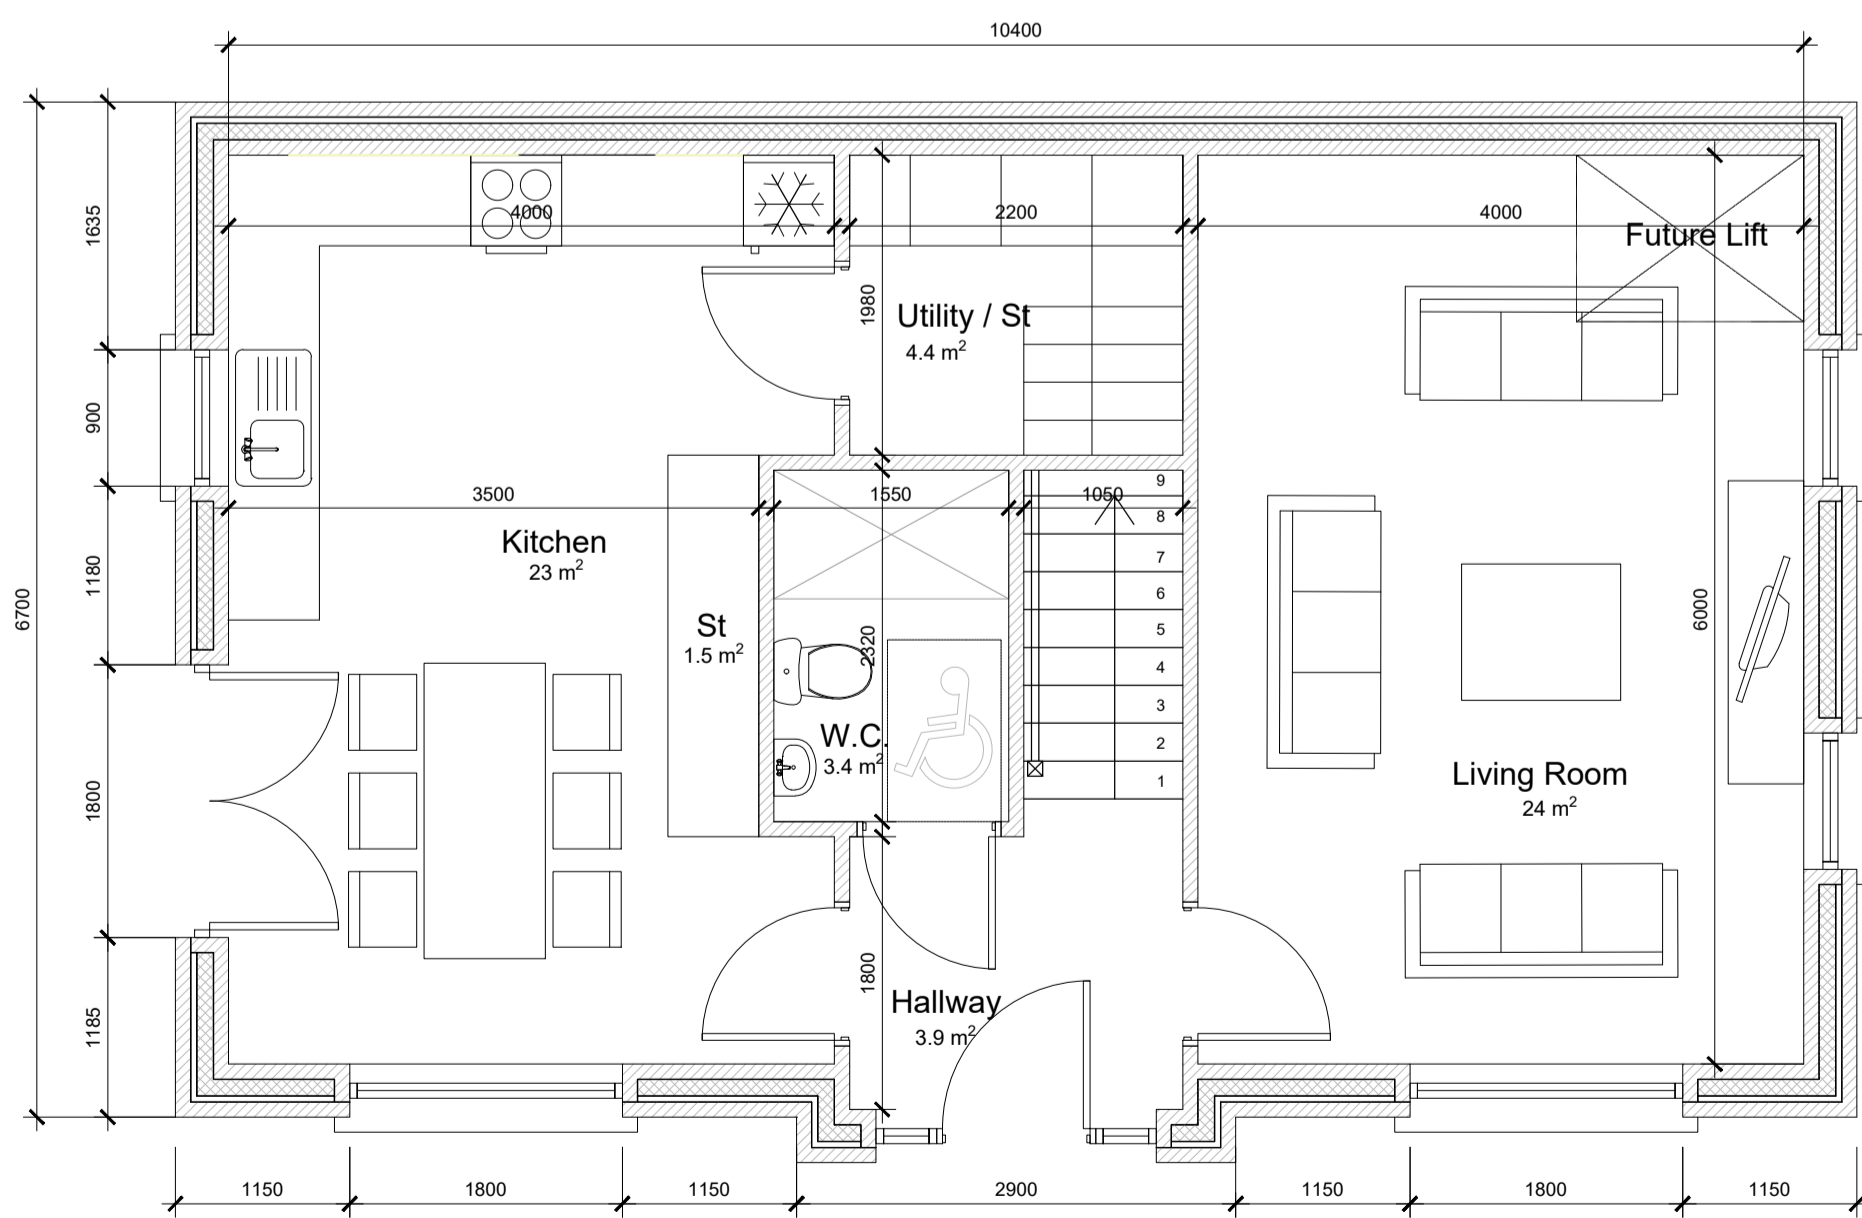 10400
1635
900
1180
1800
1185
6700
4000
2200
4000
Future Lift
1980
Utility / St
4.4 m²
3500
1550
1050
Kitchen
23 m²
St
1.5 m²
2320
W.C.
3.4 m²
9
8
7
6
5
4
3
2
1
6000
Living Room
24 m²
1800
Hallway
3.9 m²
1150
1800
1150
2900
1150
1800
1150